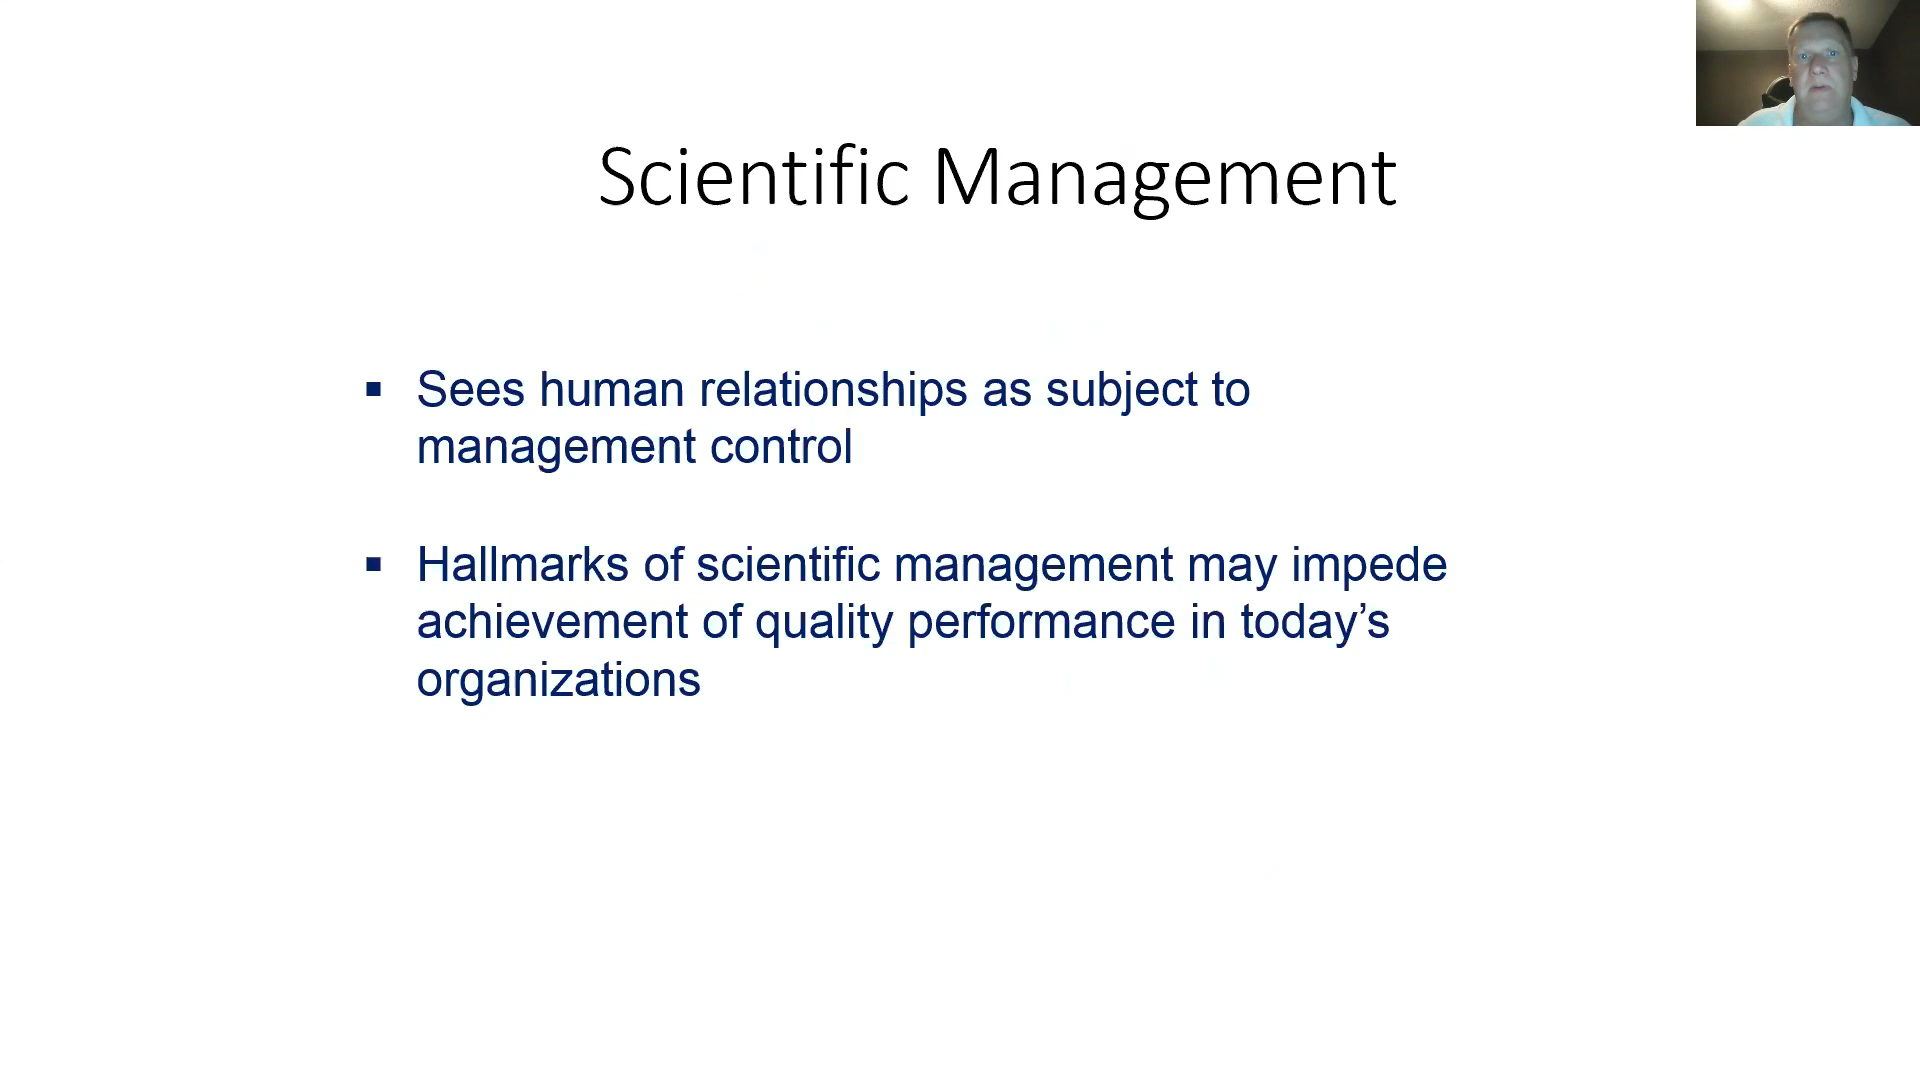 Scientific Management
▪ Sees human relationships as subject to
management control
▪ Hallmarks of scientific management may impede
achievement of quality performance in today’s
organizations